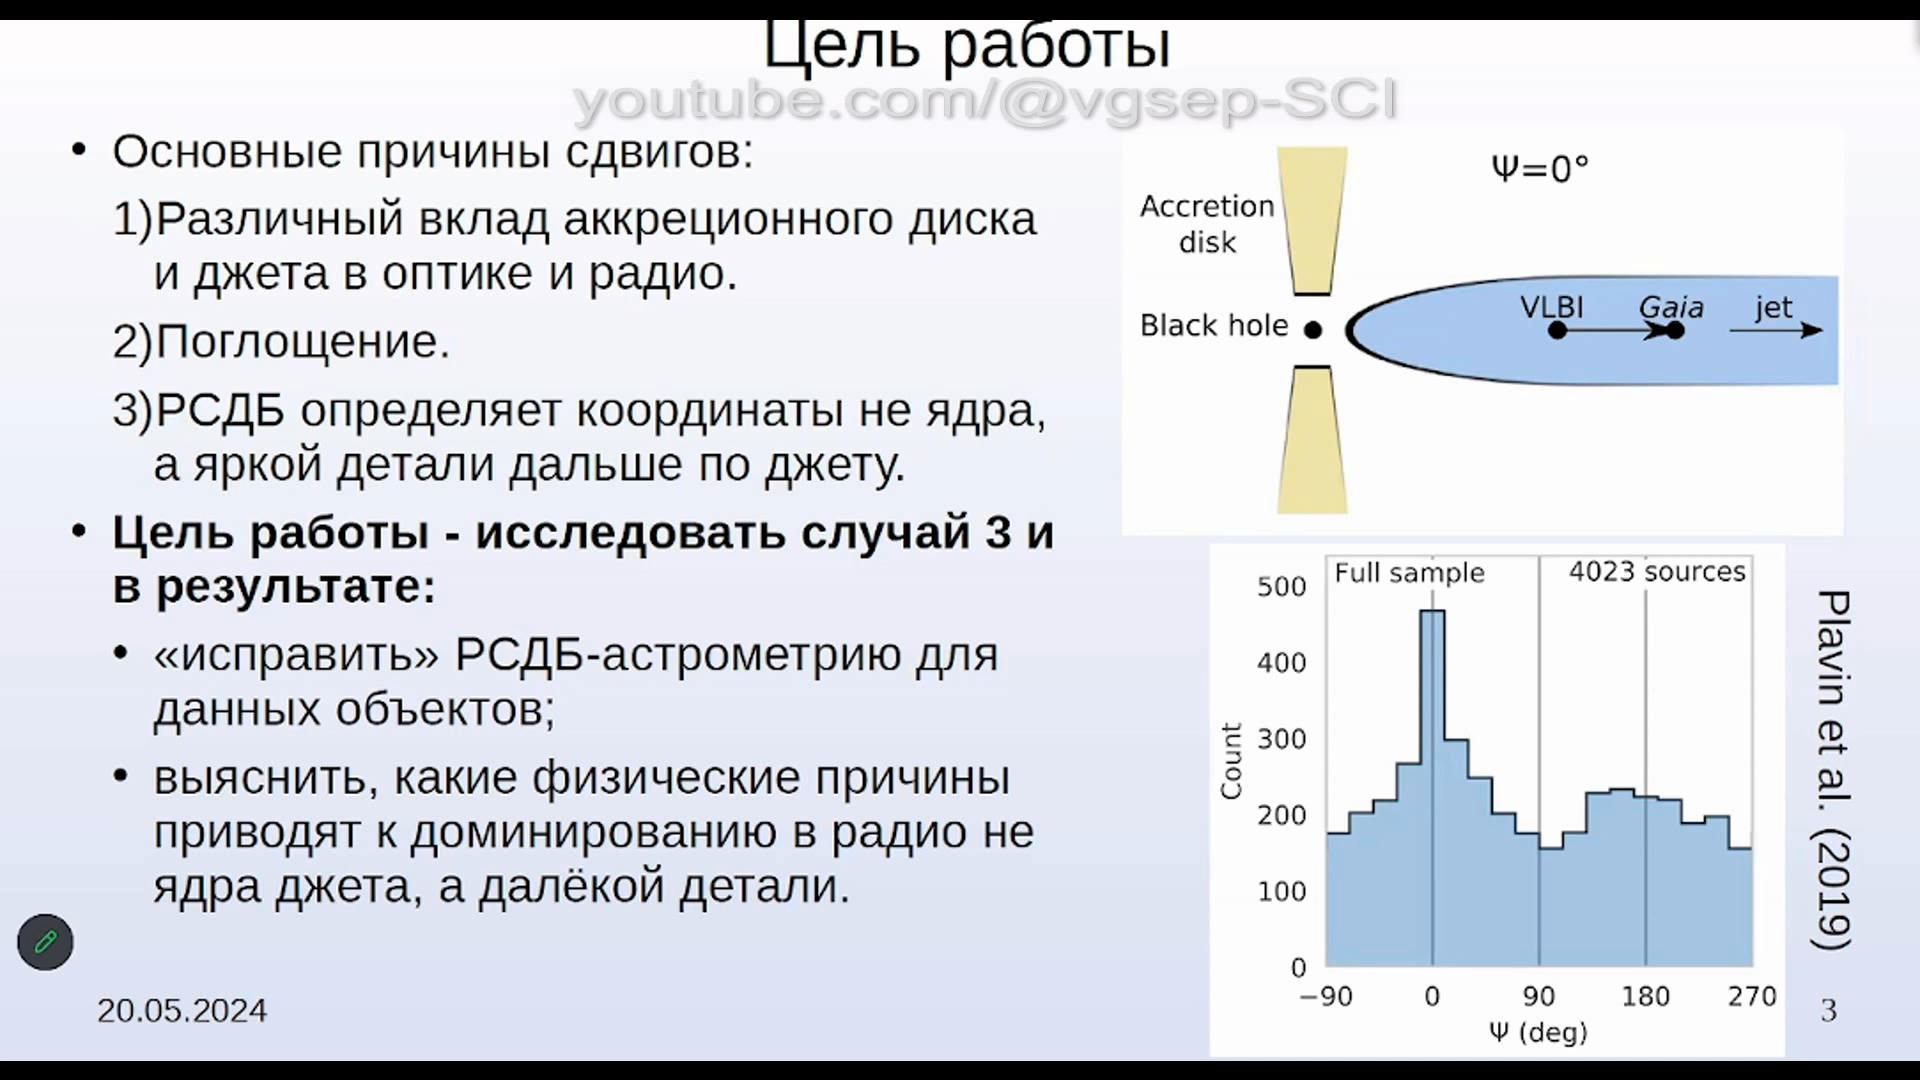 Цель работы
youtube.com/@vgsep-SCI
• Основные причины сдвигов:
1)Различный вклад аккреционного диска
и джета в оптике и радио.
2)Поглощение.
3)РСДБ определяет координаты не ядра,
а яркой детали дальше по джету.
• Цель работы - исследовать случай 3 и
в результате:
• «исправить» РСДБ-астрометрию для
данных объектов;
• выяснить, какие физические причины
приводят к доминированию в радио не
ядра джета, а далёкой детали.
20.05.2024
Ψ=0°
Accretion
disk
Black hole
VLBI
Gaia
jet
Full sample
4023 sources
500
400
300
200
100
0
Count
−90
0
90
180
270
Ψ (deg)
Plavin et al. (2019)
3